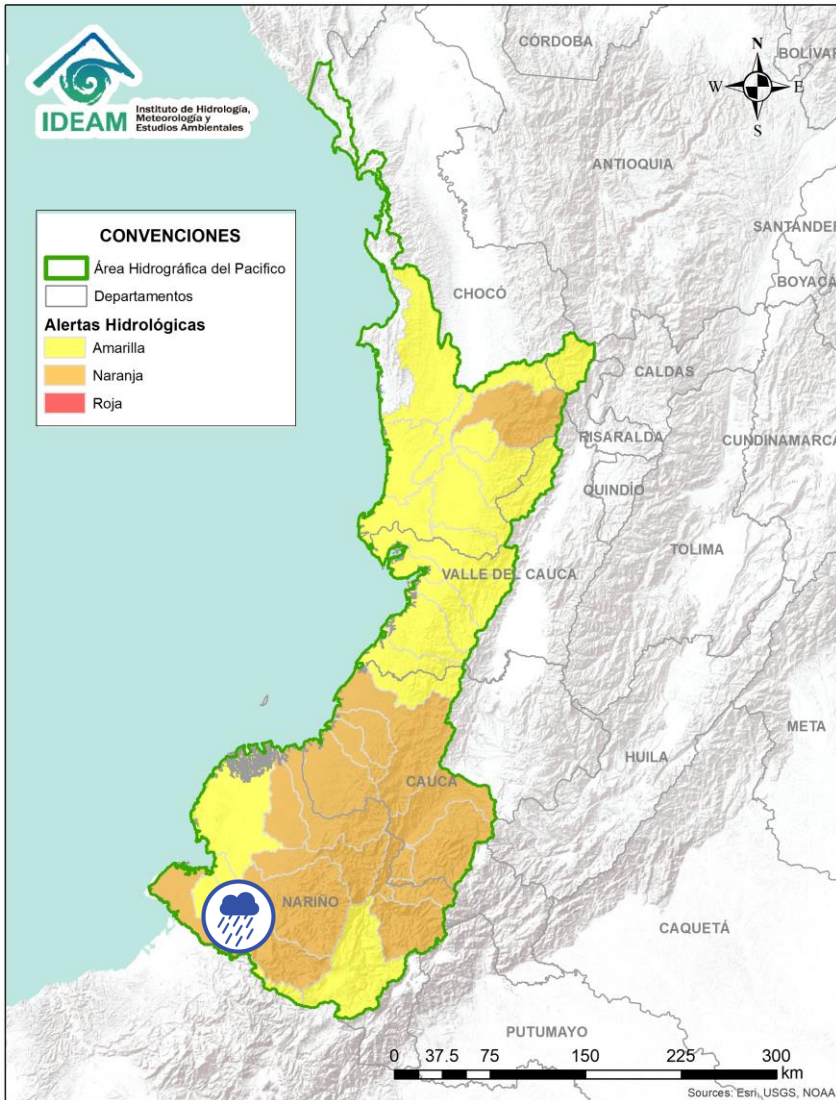 IDEAM
Instituto de Hidrología,
Meteorología y
Estudios Ambientales
CÓRDOBA
BOLÍVAR
N
W
E
S
ANTIOQUIA
SANTANDER
BOYACÁ
CONVENCIONES
Área Hidrográfica del Pacifico
Departamentos
Alertas Hidrológicas
Amarilla
Naranja
Roja
CHOCÓ
CALDAS
RISARALDA
CUNDINAMARCA
QUINDÍO
TOLIMA
VALLE DEL CAUCA
META
HUILA
CAUCA
NARIÑO
CAQUETÁ
PUTUMAYO
0 37.5 75 150 225 300
km
Sources: Esri, USGS, NOAA